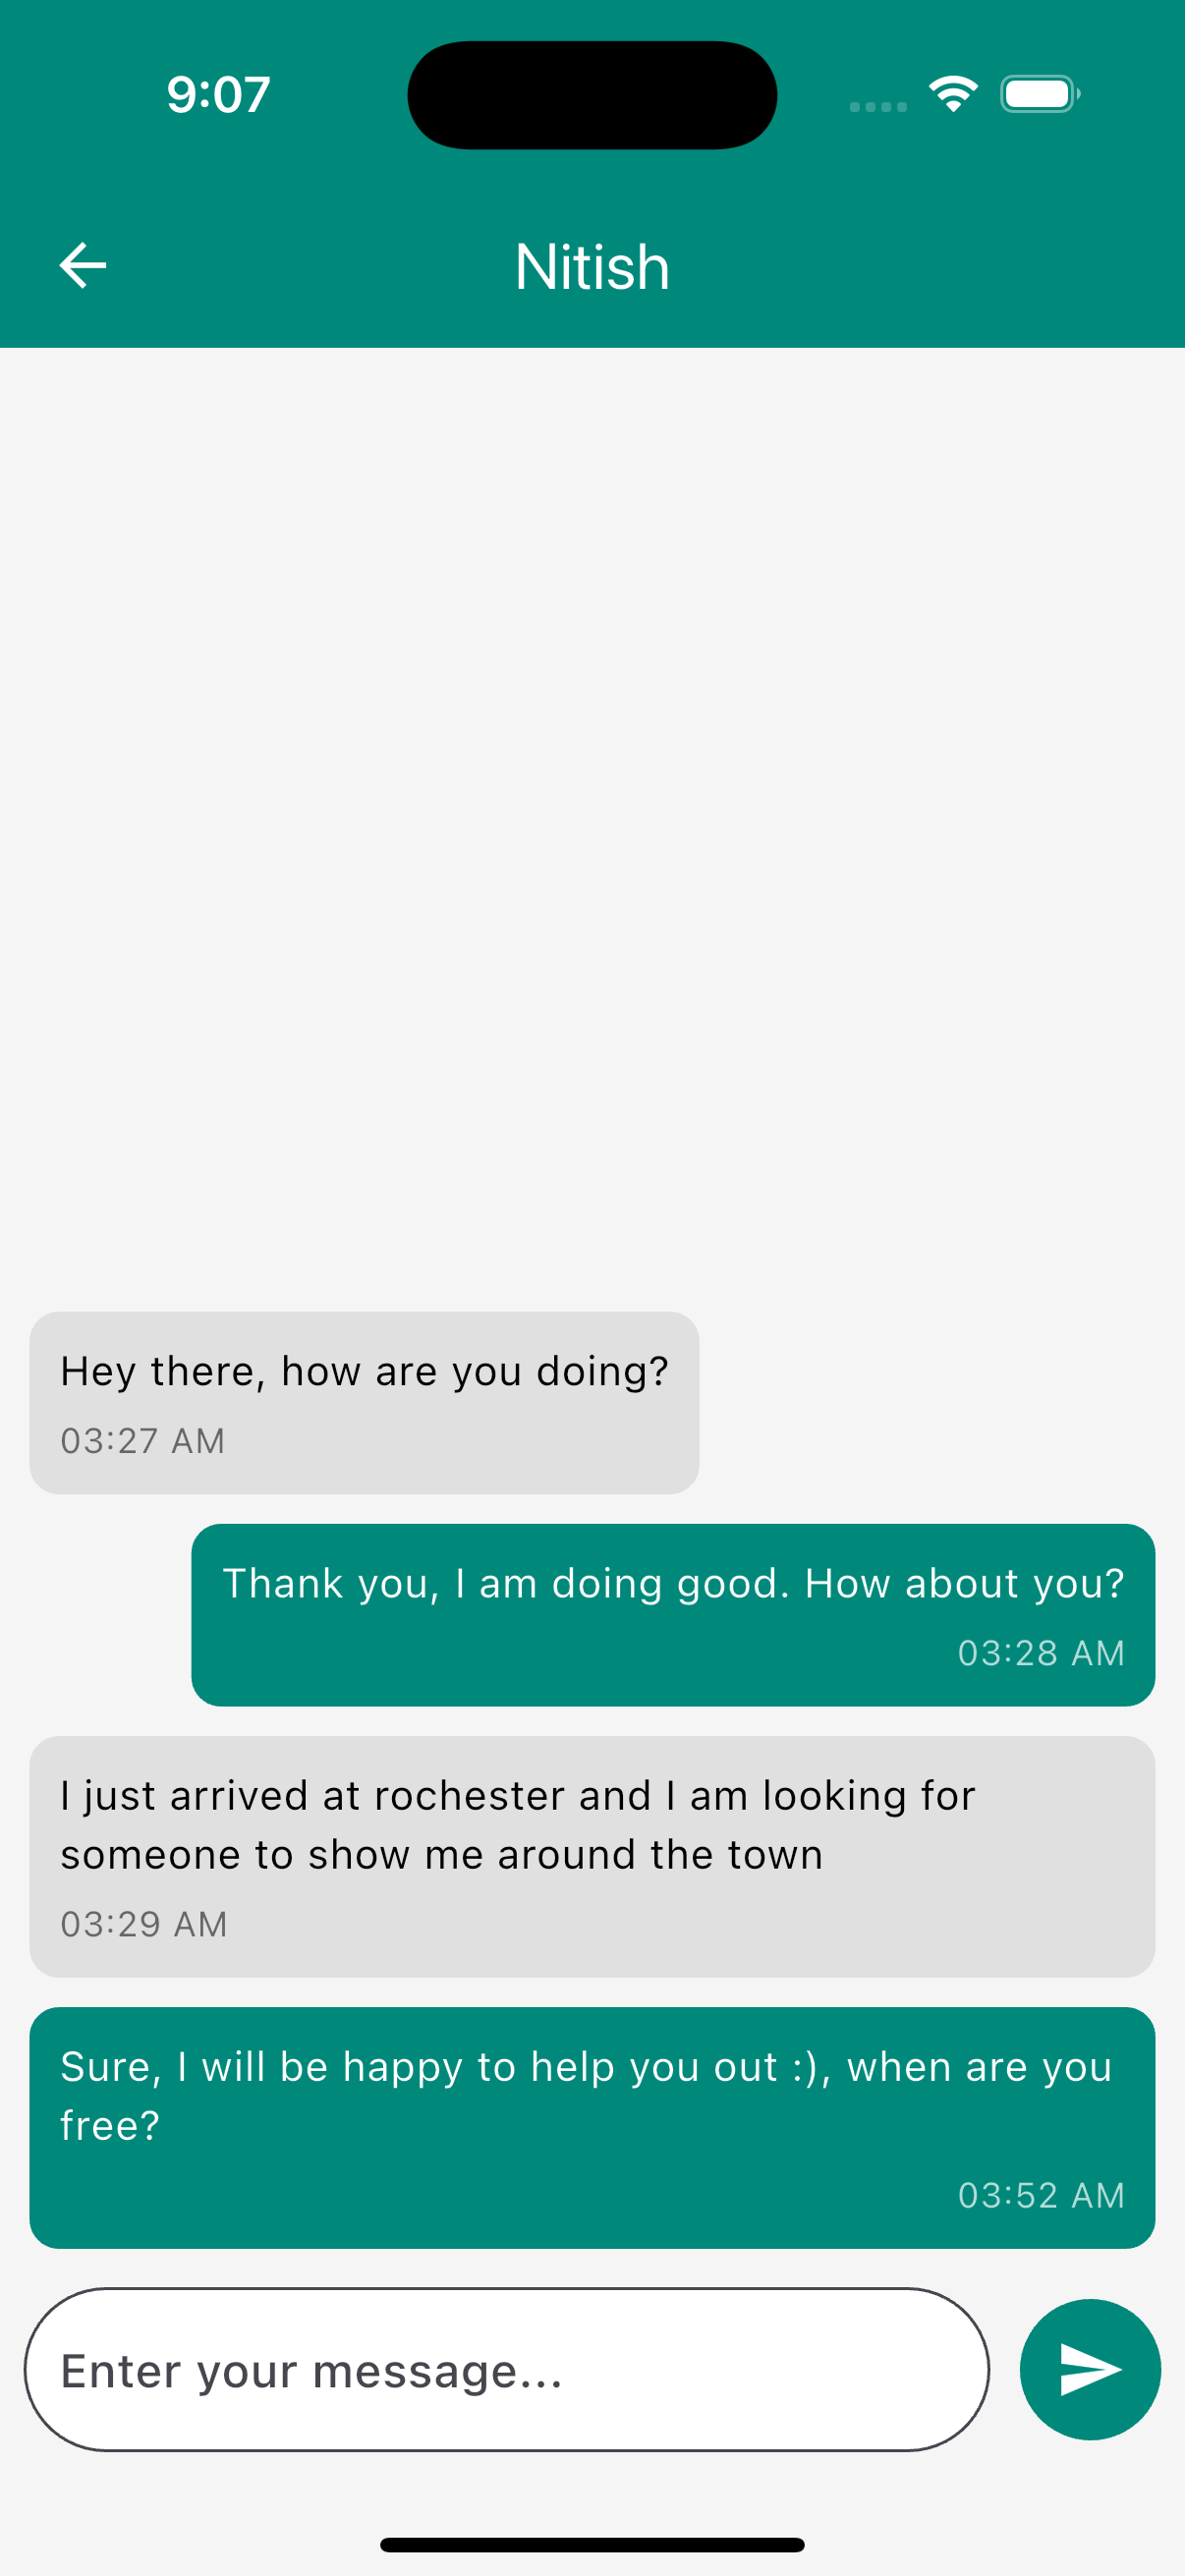 9:07
Nitish
Hey there, how are you doing?
03:27 AM
Thank you, I am doing good. How about you?
03:28 AM
I just arrived at rochester and I am looking for
someone to show me around the town
03:29 AM
Sure, I will be happy to help you out :), when are you
free?
03:52 AM
Enter your message...